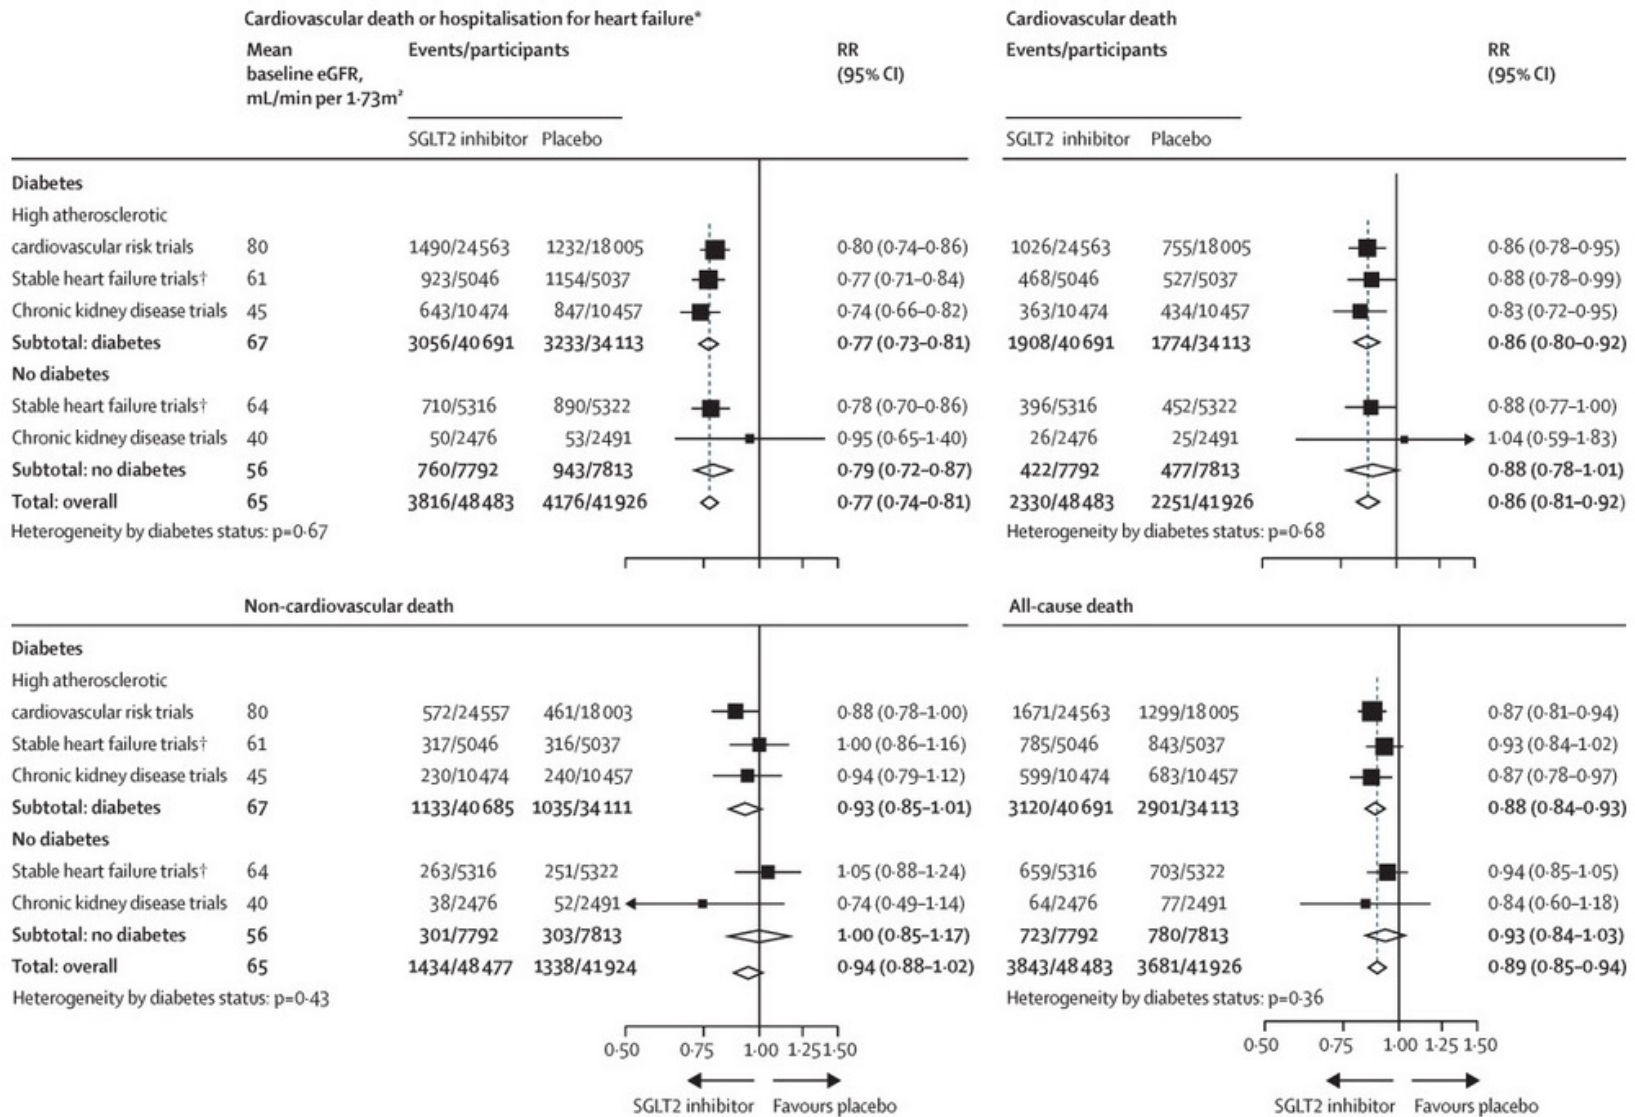 Cardiovascular death or hospitalisation for heart failure* Cardiovascular death
Mean Events/participants RR Events/participants RR
baseline eGFR, (95% CI) (95% CI)
mL/min per 1·73m²
SGLT2 inhibitor Placebo SGLT2 inhibitor Placebo
Diabetes
High atherosclerotic
cardiovascular risk trials 80 1490/24563 1232/18005 0·80 (0·74–0·86) 1026/24563 755/18005 0·86 (0·78–0·95)
Stable heart failure trials† 61 923/5046 1154/5037 0·77 (0·71–0·84) 468/5046 527/5037 0·88 (0·78–0·99)
Chronic kidney disease trials 45 643/10474 847/10457 0·74 (0·66–0·82) 363/10474 434/10457 0·83 (0·72–0·95)
Subtotal: diabetes 67 3056/40691 3233/34113 0·77 (0·73–0·81) 1908/40691 1774/34113 0·86 (0·80–0·92)
No diabetes
Stable heart failure trials† 64 710/5316 890/5322 0·78 (0·70–0·86) 396/5316 452/5322 0·88 (0·77–1·00)
Chronic kidney disease trials 40 50/2476 53/2491 0·95 (0·65–1·40) 26/2476 25/2491 1·04 (0·59–1·83)
Subtotal: no diabetes 56 760/7792 943/7813 0·79 (0·72–0·87) 422/7792 477/7813 0·88 (0·78–1·01)
Total: overall 65 3816/48483 4176/41926 0·77 (0·74–0·81) 2330/48483 2251/41926 0·86 (0·81–0·92)
Heterogeneity by diabetes status: p=0·67 Heterogeneity by diabetes status: p=0·68
Non-cardiovascular death All-cause death
Diabetes
High atherosclerotic
cardiovascular risk trials 80 572/24557 461/18003 0·88 (0·78–1·00) 1671/24563 1299/18005 0·87 (0·81–0·94)
Stable heart failure trials† 61 317/5046 316/5037 1·00 (0·86–1·16) 785/5046 843/5037 0·93 (0·84–1·02)
Chronic kidney disease trials 45 230/10474 240/10457 0·94 (0·79–1·12) 599/10474 683/10457 0·87 (0·78–0·97)
Subtotal: diabetes 67 1133/40685 1035/34111 0·93 (0·85–1·01) 3120/40691 2901/34113 0·88 (0·84–0·93)
No diabetes
Stable heart failure trials† 64 263/5316 251/5322 1·05 (0·88–1·24) 659/5316 703/5322 0·94 (0·85–1·05)
Chronic kidney disease trials 40 38/2476 52/2491 0·74 (0·49–1·14) 64/2476 77/2491 0·84 (0·60–1·18)
Subtotal: no diabetes 56 301/7792 303/7813 1·00 (0·85–1·17) 723/7792 780/7813 0·93 (0·84–1·03)
Total: overall 65 1434/48477 1338/41924 0·94 (0·88–1·02) 3843/48483 3681/41926 0·89 (0·85–0·94)
Heterogeneity by diabetes status: p=0·43 Heterogeneity by diabetes status: p=0·36
0·50 0·75 1·00 1·25 1·50 0·50 0·75 1·00 1·25 1·50
SGLT2 inhibitor Favours placebo SGLT2 inhibitor Favours placebo